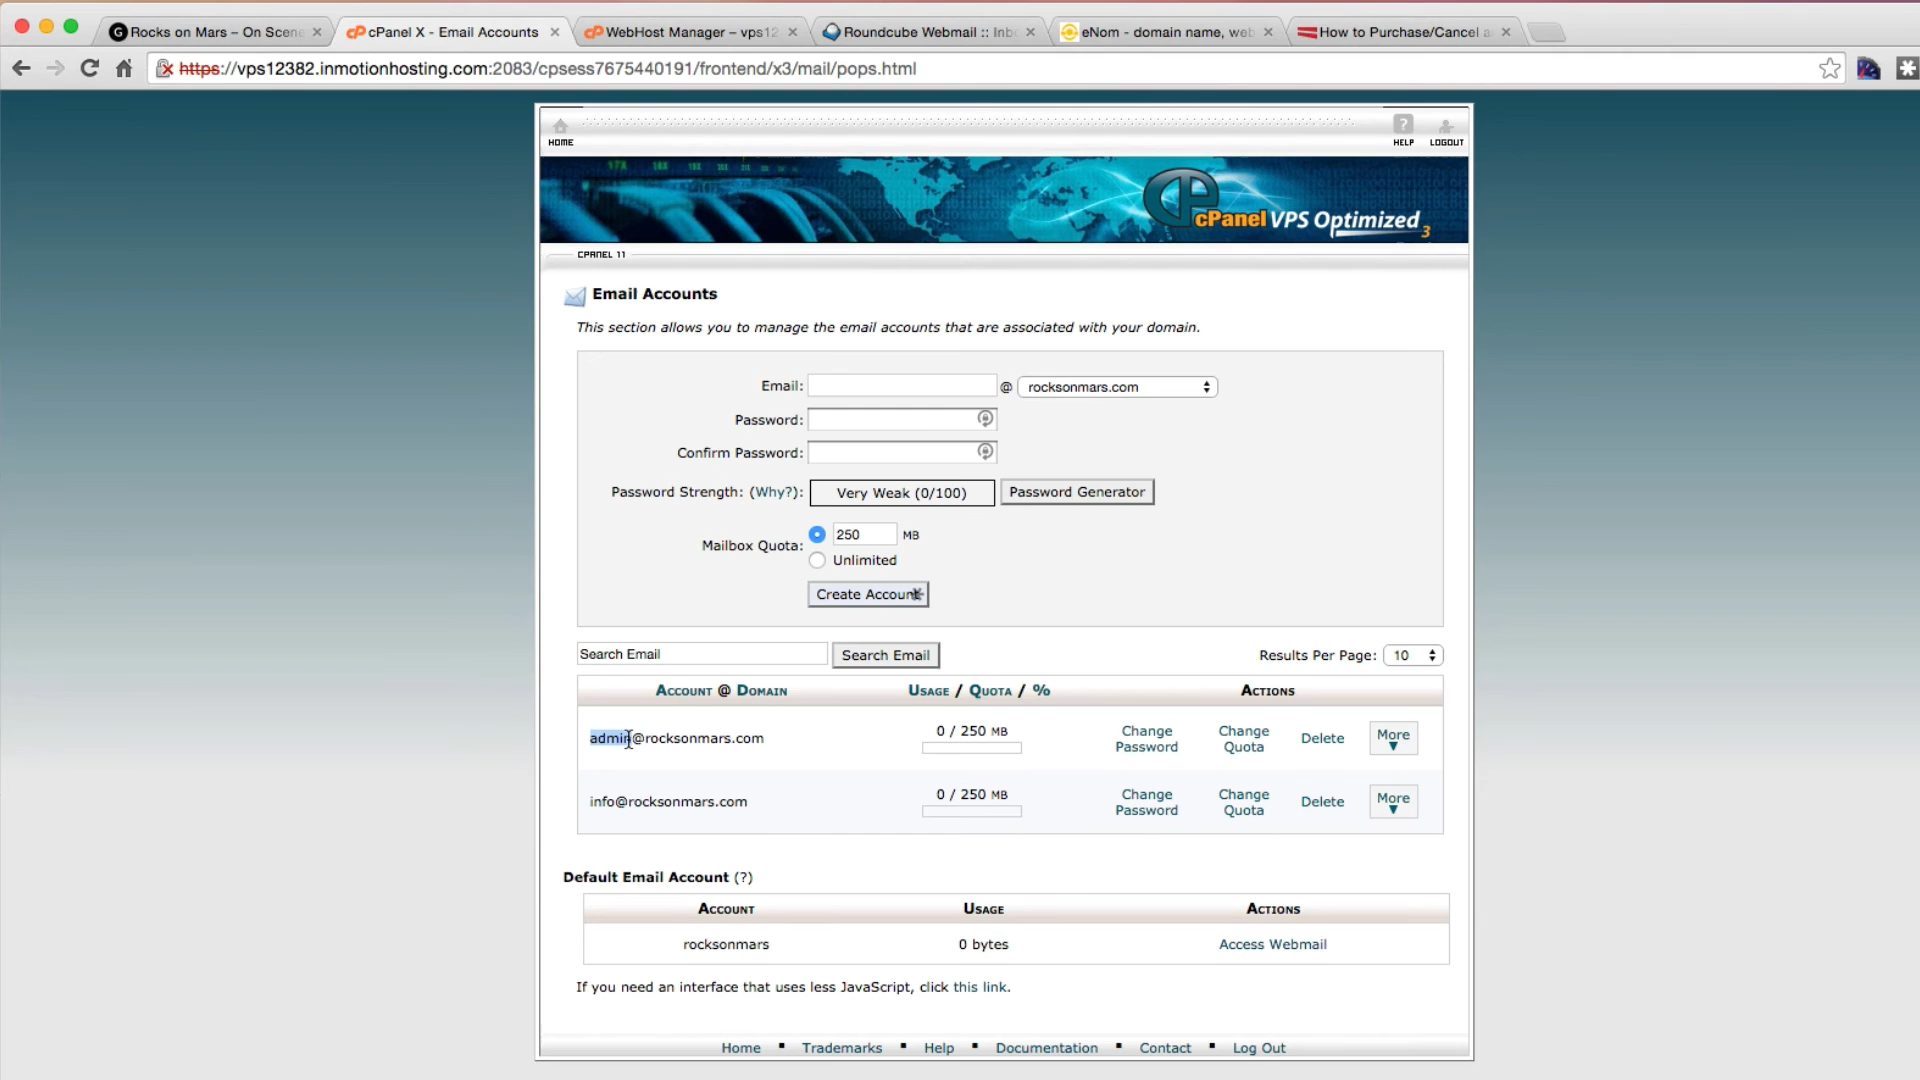 Rocks on Mars – On Scene
cPanel X - Email Accounts
WebHost Manager – vps12
Roundcube Webmail :: Inb
eNom - domain name, web
How to Purchase/Cancel a
https://vps12382.inmotionhosting.com:2083/cpsess7675440191/frontend/x3/mail/pops.html
HOME
HELP
LOGOUT
cPanel VPS Optimized 3
CPANEL 11
Email Accounts
This section allows you to manage the email accounts that are associated with your domain.
Email: @ rocksonmars.com
Password:
Confirm Password:
Password Strength: (Why?): Very Weak (0/100) Password Generator
Mailbox Quota: 250 MB
Unlimited
Create Account
Search Email Search Email Results Per Page: 10
ACCOUNT @ DOMAIN USAGE / QUOTA / % ACTIONS
admin@rocksonmars.com 0 / 250 MB Change Password Change Quota Delete More
info@rocksonmars.com 0 / 250 MB Change Password Change Quota Delete More
Default Email Account (?)
ACCOUNT USAGE ACTIONS
rocksonmars 0 bytes Access Webmail
If you need an interface that uses less JavaScript, click this link.
Home Trademarks Help Documentation Contact Log Out